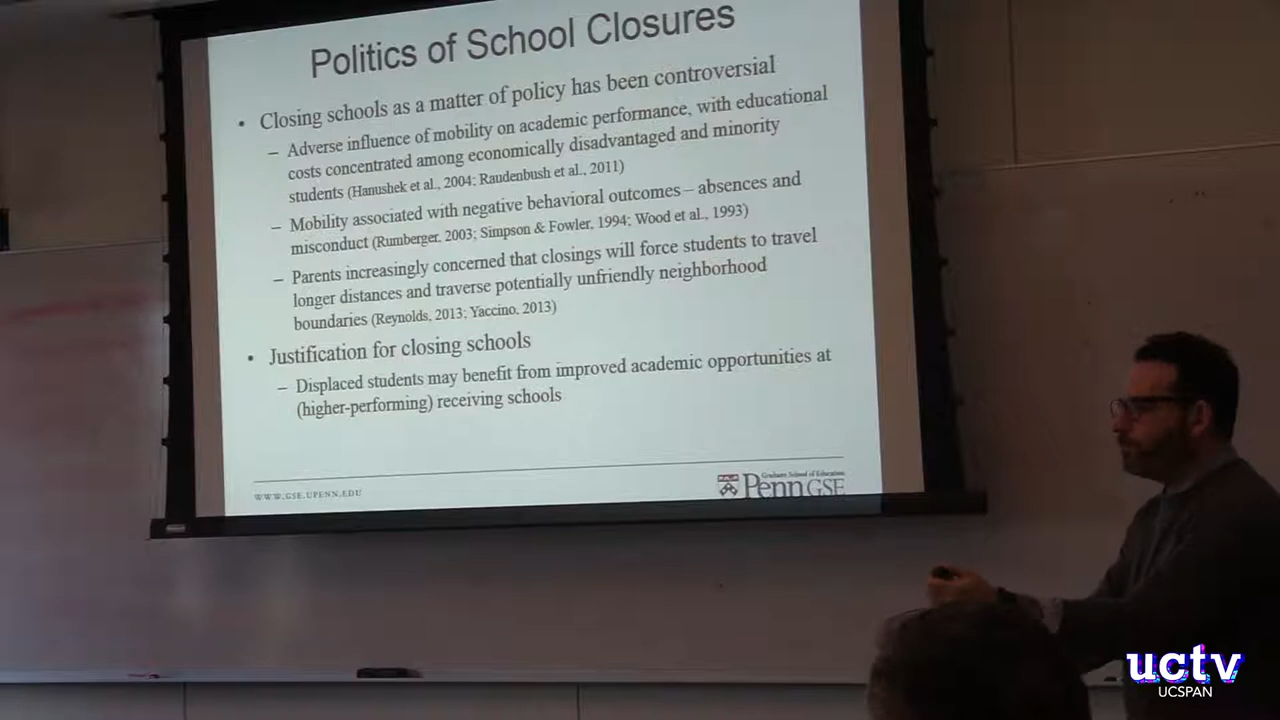 Politics of School Closures
• Closing schools as a matter of policy has been controversial
– Adverse influence of mobility on academic performance, with educational
costs concentrated among economically disadvantaged and minority
students (Hanushek et al., 2004; Raudenbush et al., 2011)
– Mobility associated with negative behavioral outcomes – absences and
misconduct (Rumberger, 2003; Simpson & Fowler, 1994; Wood et al., 1993)
– Parents increasingly concerned that closings will force students to travel
longer distances and traverse potentially unfriendly neighborhood
boundaries (Reynolds, 2013; Yaccino, 2013)
• Justification for closing schools
– Displaced students may benefit from improved academic opportunities at
(higher-performing) receiving schools
WWW.GSE.UPENN.EDU
Graduate School of Education
Penn GSE
uctv
UCSPAN